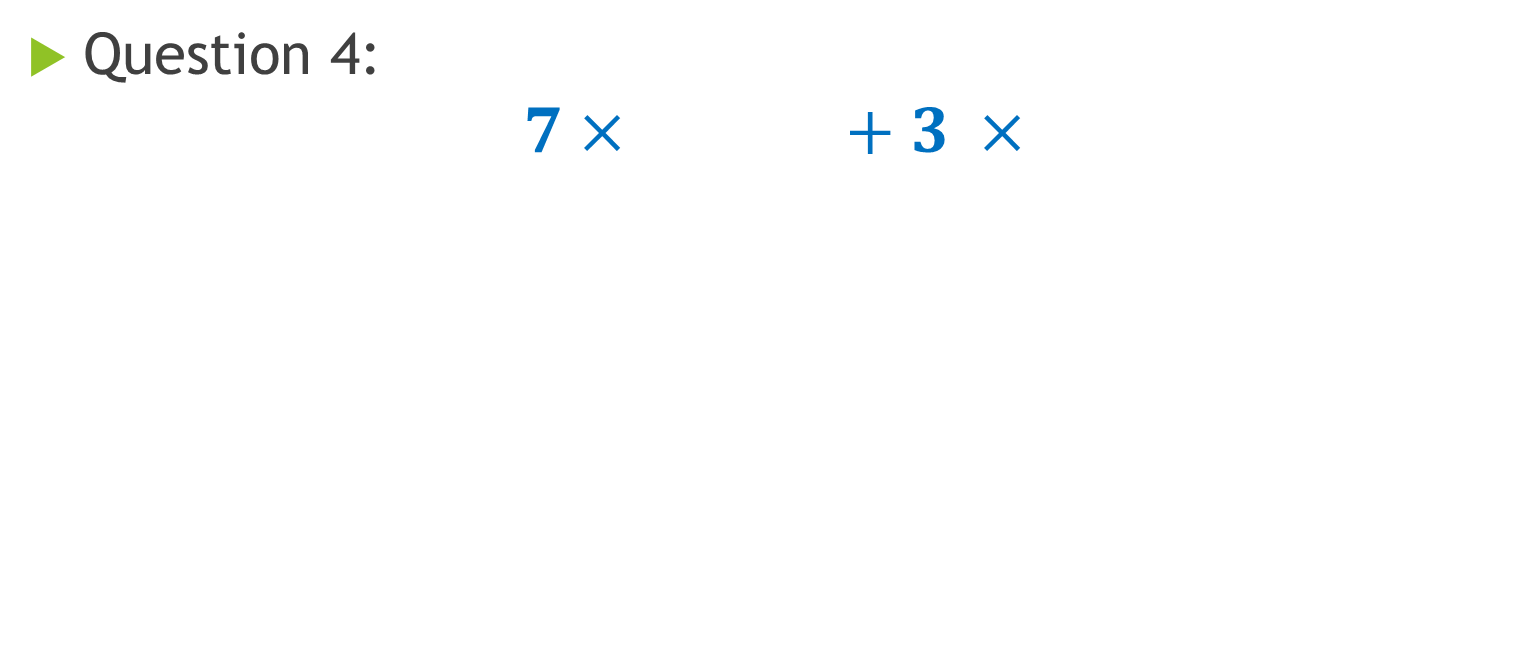 Question 4:
7 × + 3 ×